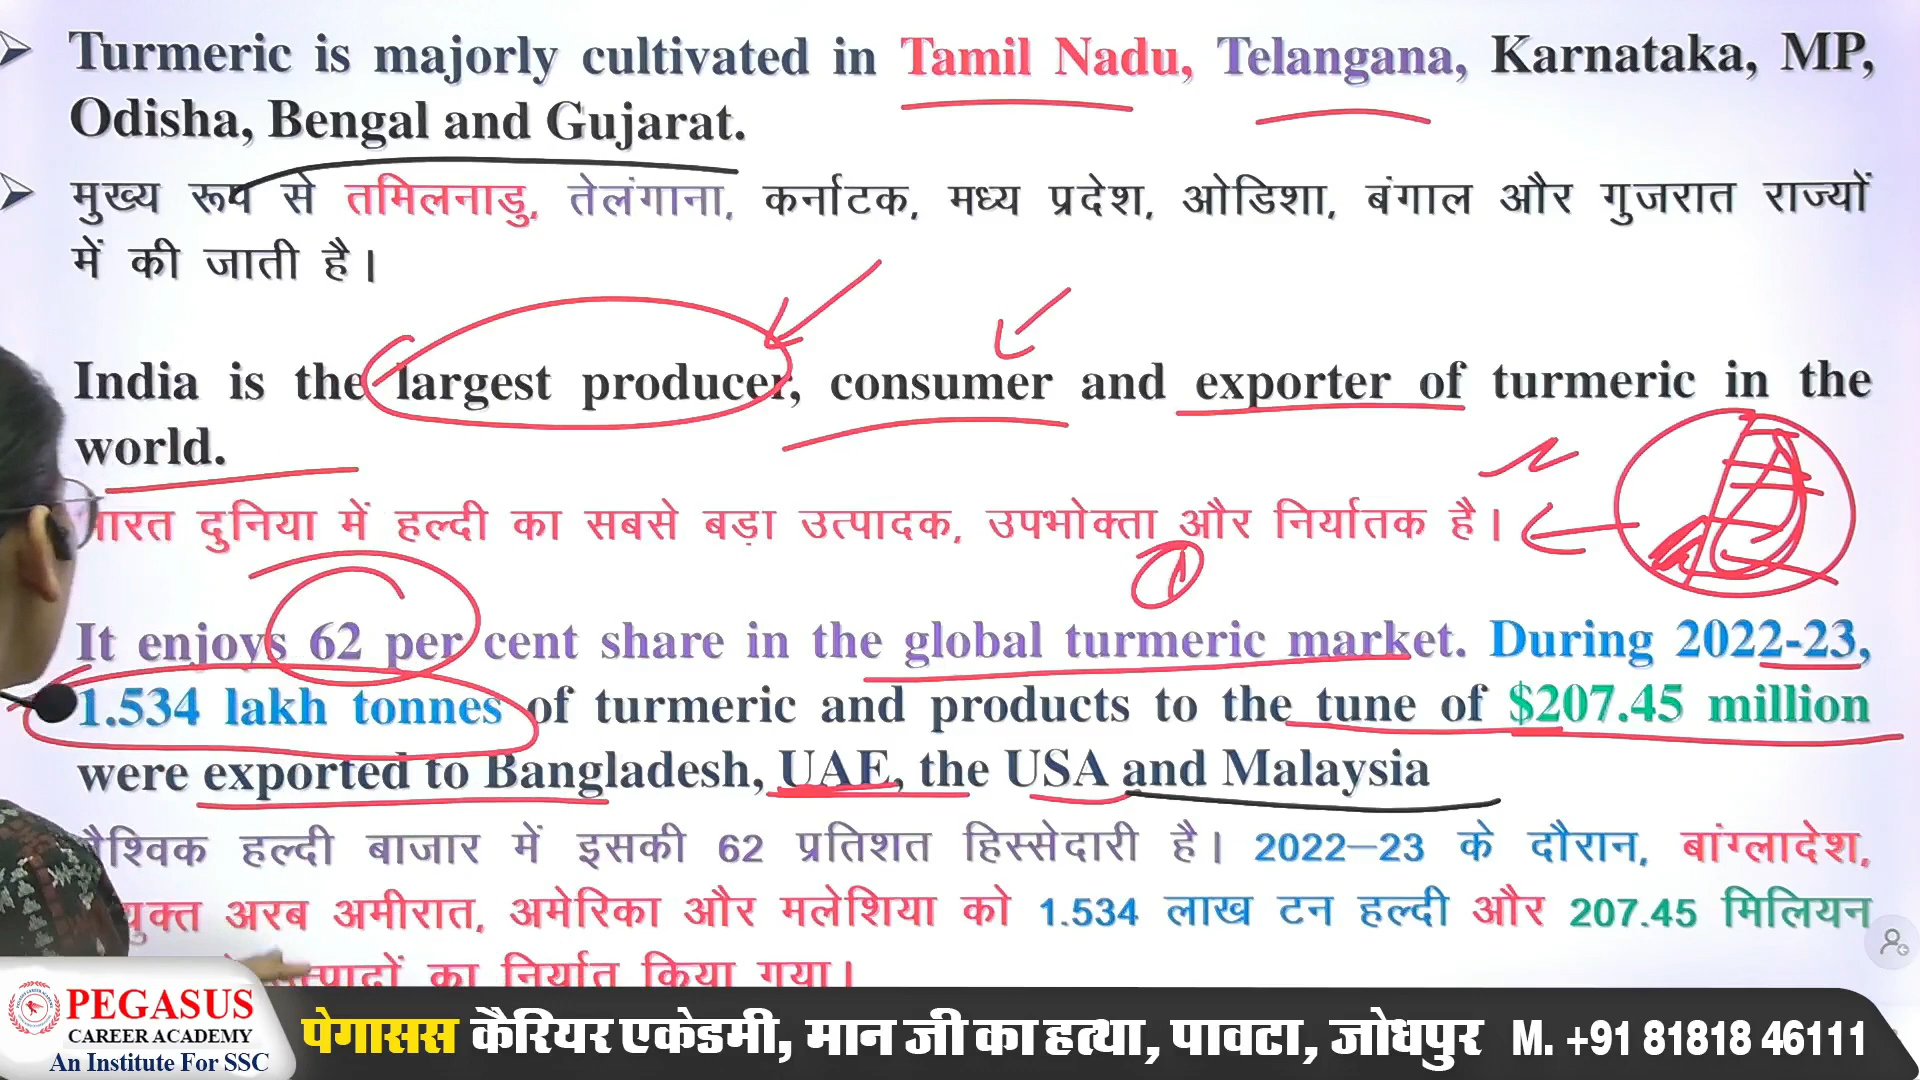 Turmeric is majorly cultivated in Tamil Nadu, Telangana, Karnataka, MP,
Odisha, Bengal and Gujarat.
मुख्य रूप से तमिलनाडु, तेलंगाना, कर्नाटक, मध्य प्रदेश, ओडिशा, बंगाल और गुजरात राज्यों
में की जाती है।
India is the largest producer, consumer and exporter of turmeric in the
world.
दुनिया में हल्दी का सबसे बड़ा उत्पादक, उपभोक्ता और निर्यातक है।
It enjoys 62 per cent share in the global turmeric market. During 2022-23,
1.534 lakh tonnes of turmeric and products to the tune of $207.45 million
were exported to Bangladesh, UAE, the USA and Malaysia
हल्दी बाजार में इसकी 62 प्रतिशत हिस्सेदारी है। 2022–23 के दौरान, बांग्लादेश,
अरब अमीरात, अमेरिका और मलेशिया को 1.534 लाख टन हल्दी और 207.45 मिलियन
का निर्यात किया गया।
PEGASUS
CAREER ACADEMY
An Institute For SSC
पेगासस कैरियर एकेडमी, मान जी का हत्था, पावटा, जोधपुर M. +91 81818 46111